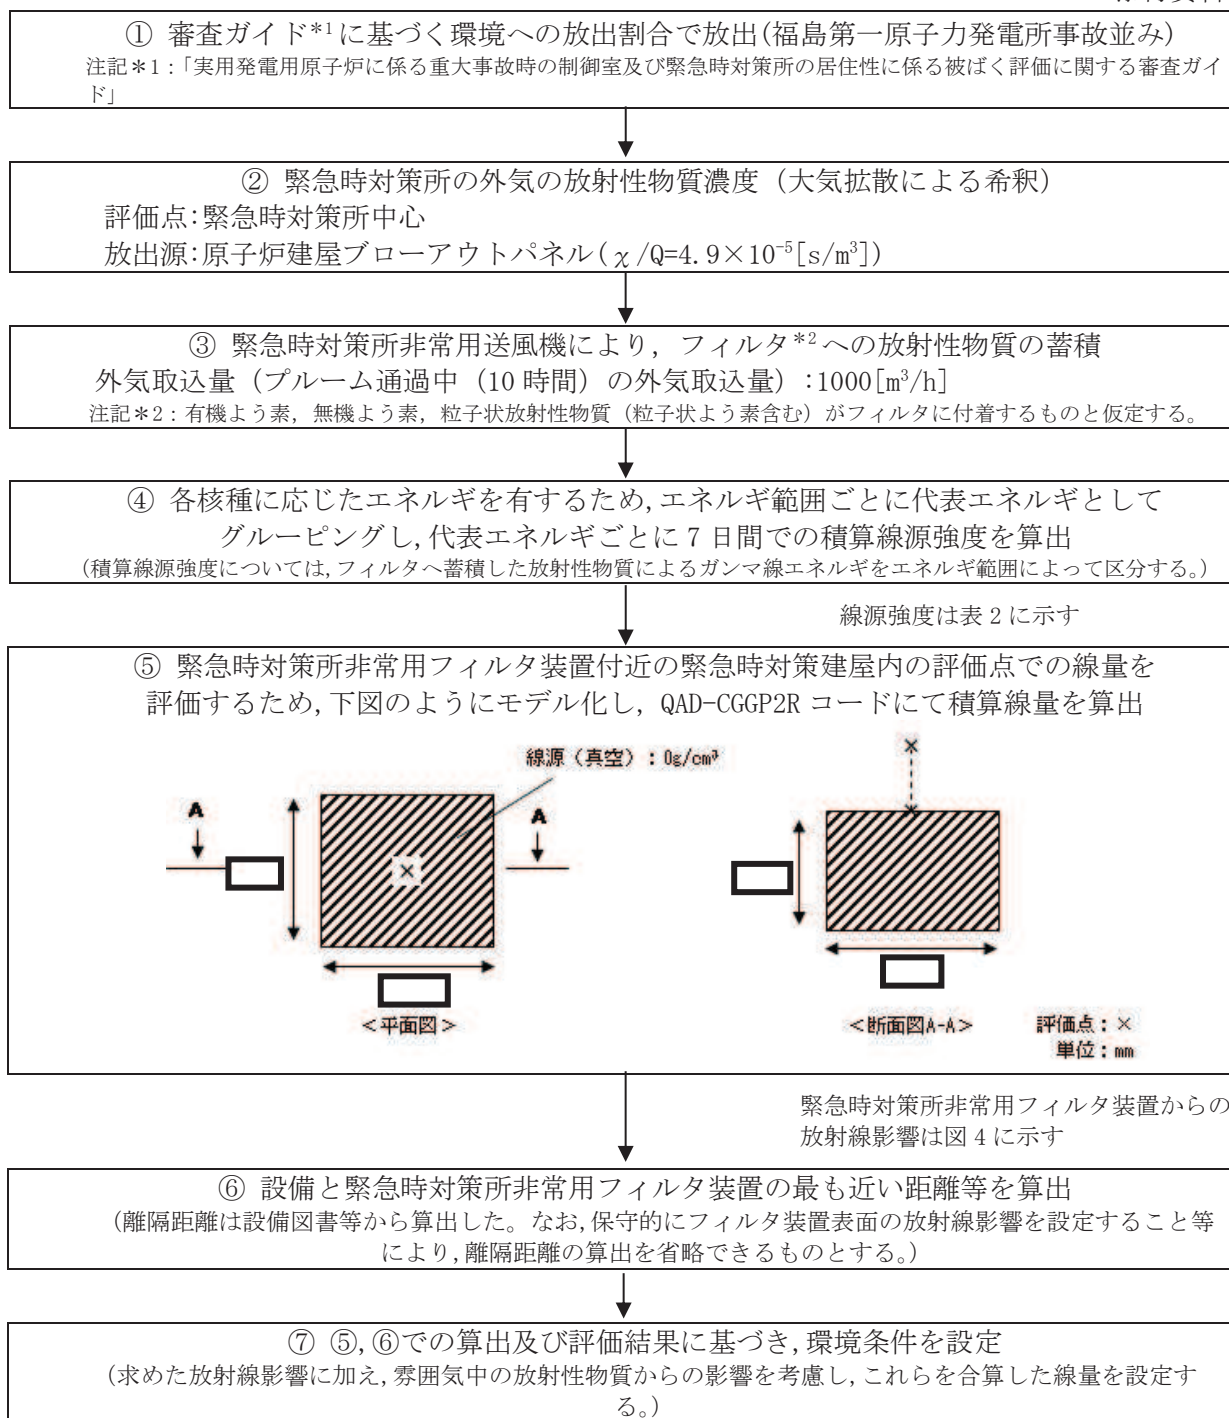 ① 審査ガイド*1に基づく環境への放出割合で放出(福島第一原子力発電所事故並み)
注記＊1：「実用発電用原子炉に係る重大事故時の制御室及び緊急時対策所の居住性に係る被ばく評価に関する審査ガイ
ド」
② 緊急時対策所の外気の放射性物質濃度（大気拡散による希釈）
評価点：緊急時対策所中心
放出源：原子炉建屋ブローアウトパネル(χ/Q=4.9×10⁻⁵[s/m³])
③ 緊急時対策所非常用送風機により，フィルタ*2への放射性物質の蓄積
外気取込量（プルーム通過中（10 時間）の外気取込量）：1000[m³/h]
注記＊2：有機よう素，無機よう素，粒子状放射性物質（粒子状よう素含む）がフィルタに付着するものと仮定する。
④ 各核種に応じたエネルギを有するため，エネルギ範囲ごとに代表エネルギとして
グルーピングし，代表エネルギごとに 7 日間での積算線源強度を算出
(積算線源強度については，フィルタへ蓄積した放射性物質によるガンマ線エネルギをエネルギ範囲によって区分する。)
線源強度は表 2 に示す
⑤ 緊急時対策所非常用フィルタ装置付近の緊急時対策建屋内の評価点での線量を
評価するため，下図のようにモデル化し，QAD-CGGP2R コードにて積算線量を算出
線源（真空）：0g/cm³
A
A
＜平面図＞
＜断面図A-A＞
評価点：×
単位：mm
緊急時対策所非常用フィルタ装置からの
放射線影響は図 4 に示す
⑥ 設備と緊急時対策所非常用フィルタ装置の最も近い距離等を算出
(離隔距離は設備図書等から算出した。なお，保守的にフィルタ装置表面の放射線影響を設定すること等
により，離隔距離の算出を省略できるものとする。)
⑦ ⑤，⑥での算出及び評価結果に基づき，環境条件を設定
(求めた放射線影響に加え，雰囲気中の放射性物質からの影響を考慮し，これらを合算した線量を設定す
る。)